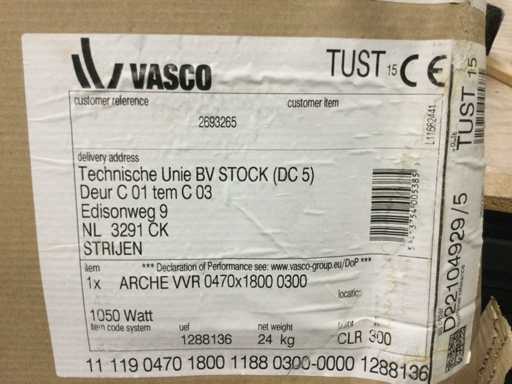 VASCO
TUST 15 CE
customer reference
customer item
2693265
delivery address
Technische Unie BV STOCK (DC 5)
Deur C 01 tem C 03
Edisonweg 9
NL 3291 CK
STRIJEN
item
*** Declaration of Performance see: www.vasco-group.eu/DoP ***
1x ARCHE VVR 0470x1800 0300
location
1050 Watt
item code system
uef
1288136
24 kg
CLR 300
11 119 0470 1800 1188 0300-0000 1288136
L11662441
TUST 15
D22104929/5